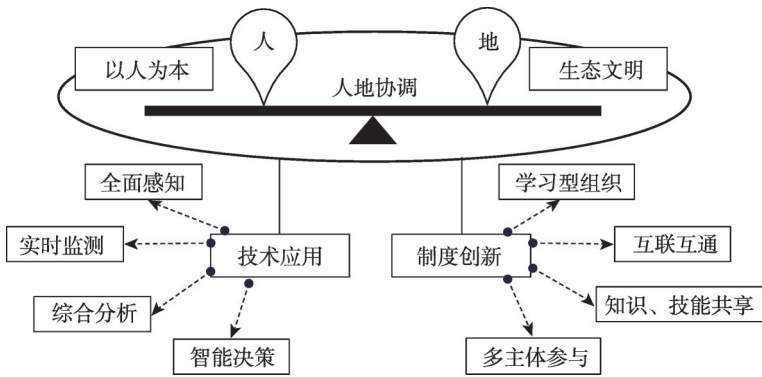 人
地
以人为本
生态文明
人地协调
全面感知
学习型组织
实时监测
技术应用
制度创新
互联互通
综合分析
知识、技能共享
智能决策
多主体参与